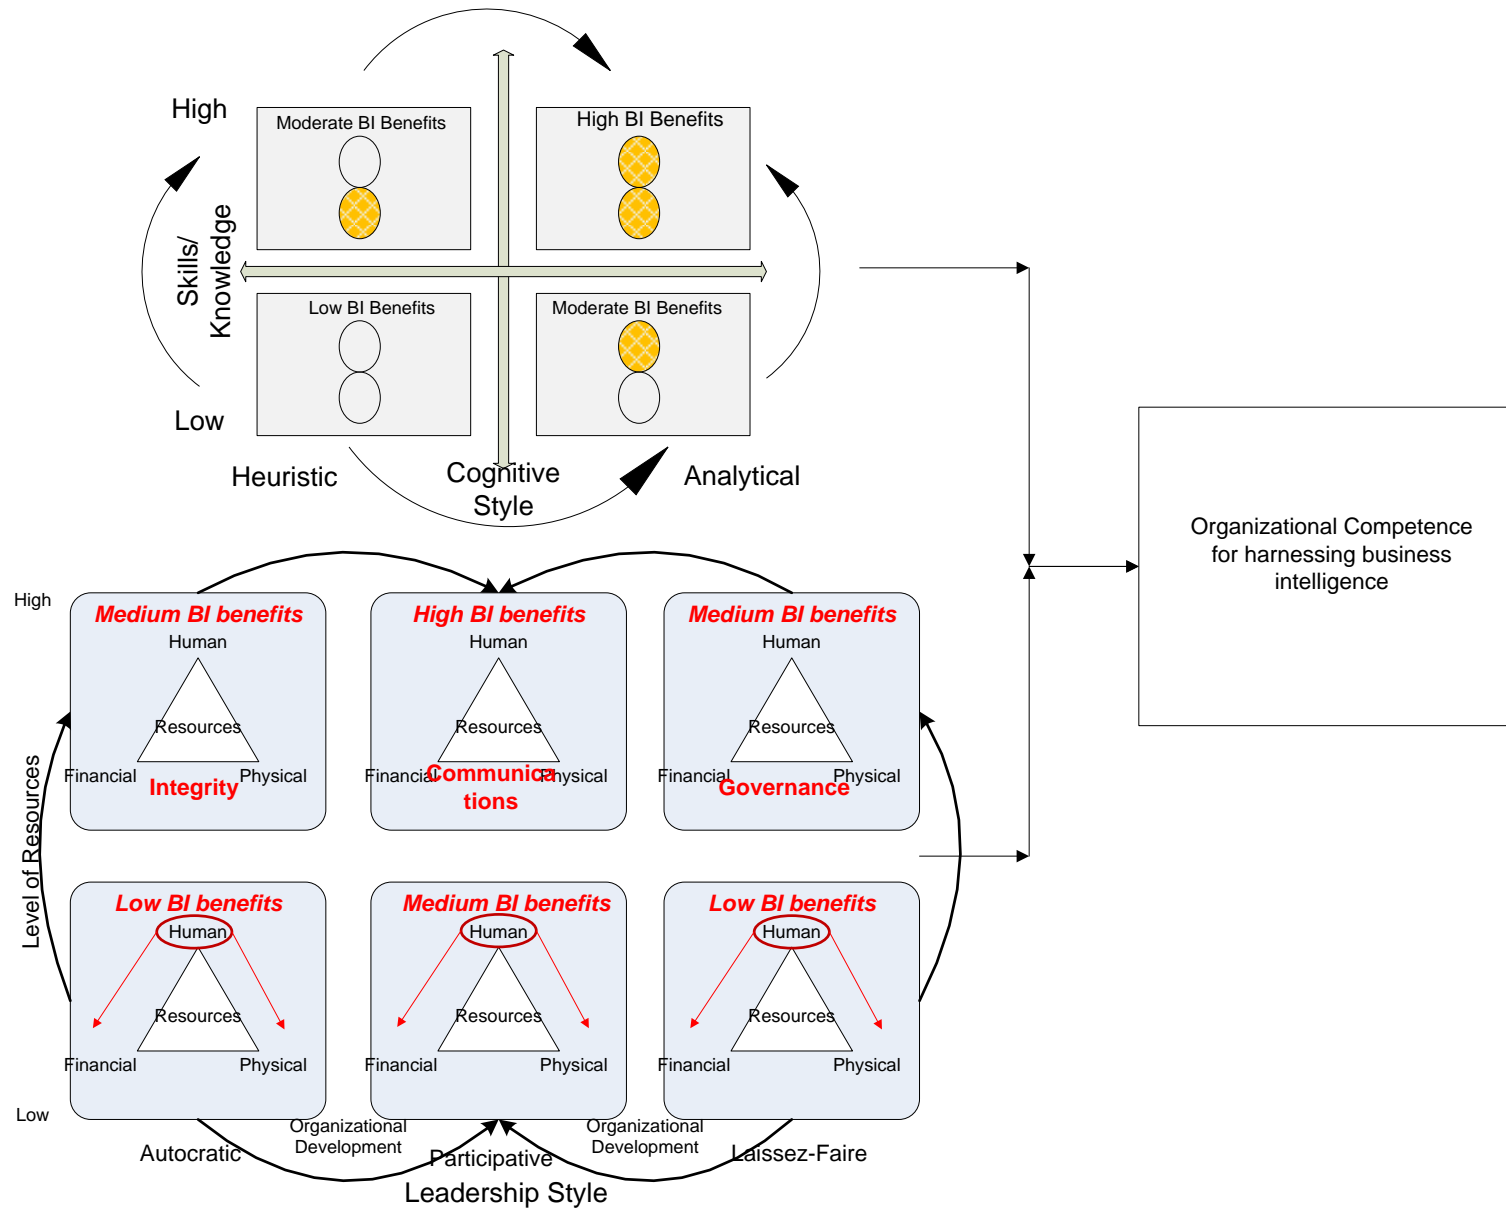 High
Moderate BI Benefits
High BI Benefits
Skills/
Knowledge
Low BI Benefits
Moderate BI Benefits
Low
Heuristic
Cognitive
Style
Analytical
Organizational Competence
for harnessing business
intelligence
High
Medium BI benefits
Human
Resources
Financial
Physical
Integrity
High BI benefits
Human
Resources
Financial
Physical
Communica
tions
Medium BI benefits
Human
Resources
Financial
Physical
Governance
Level of Resources
Low BI benefits
Human
Resources
Financial
Physical
Medium BI benefits
Human
Resources
Financial
Physical
Low BI benefits
Human
Resources
Financial
Physical
Low
Autocratic
Organizational
Development
Participative
Organizational
Development
Laissez-Faire
Leadership Style